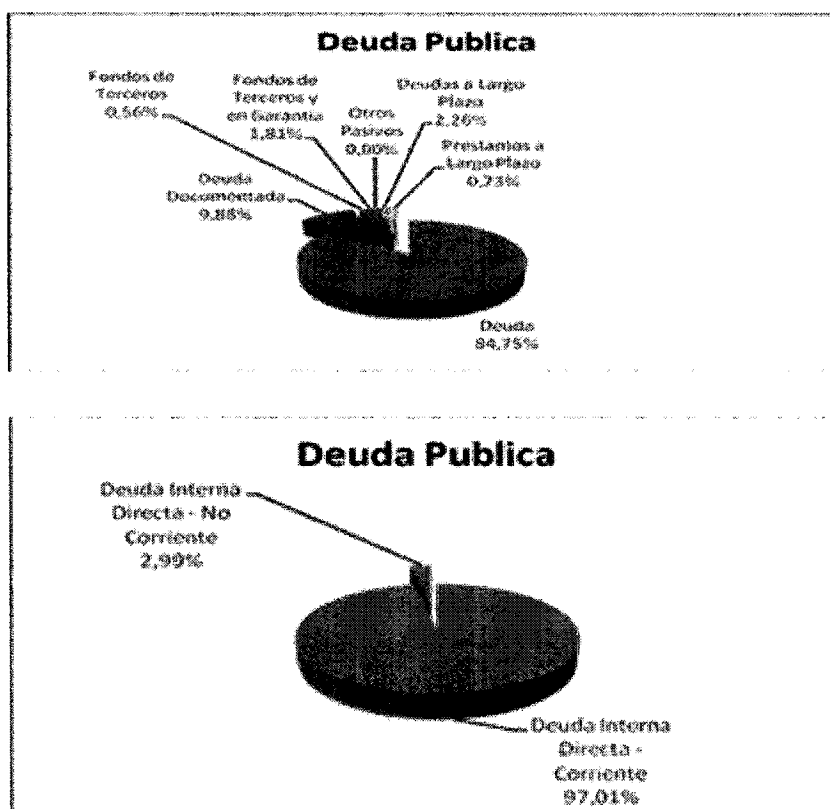 Deuda Publica
Fondos de
Terceros
0,56%
Fondos de
Terceros y
en Garantia
1,81%
Otros
Pasivos
0,00%
Deudas a Largo
Plazo
2,26%
Prestamos a
Largo Plazo
0,73%
Deuda
Documentada
9,88%
Deuda
84,75%
Deuda Publica
Deuda Interna
Directa - No
Corriente
2,99%
Deuda Interna
Directa -
Corriente
97,01%